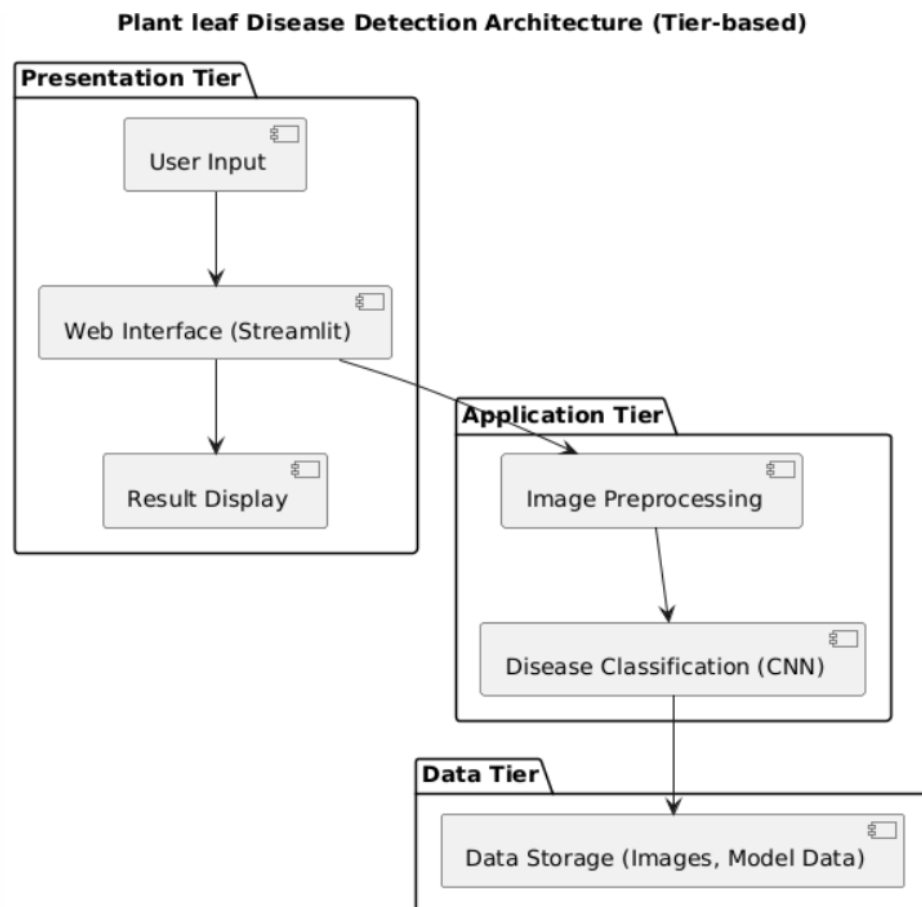 Plant leaf Disease Detection Architecture (Tier-based)
Presentation Tier
User Input
Web Interface (Streamlit)
Result Display
Application Tier
Image Preprocessing
Disease Classification (CNN)
Data Tier
Data Storage (Images, Model Data)